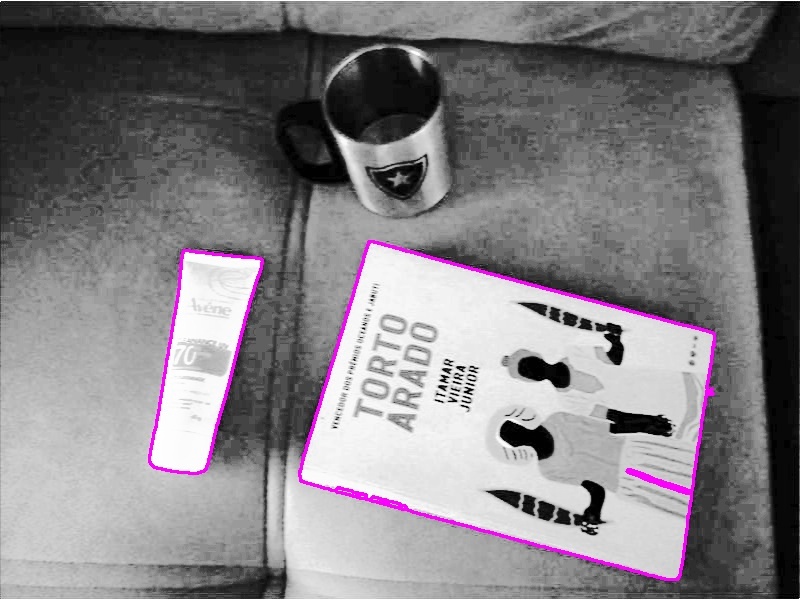 Avène
70
VENCEDOR DOS PRÊMIOS OCEANOS E JABUTI
TORTO
ARADO
ITAMAR
VIEIRA
JUNIOR